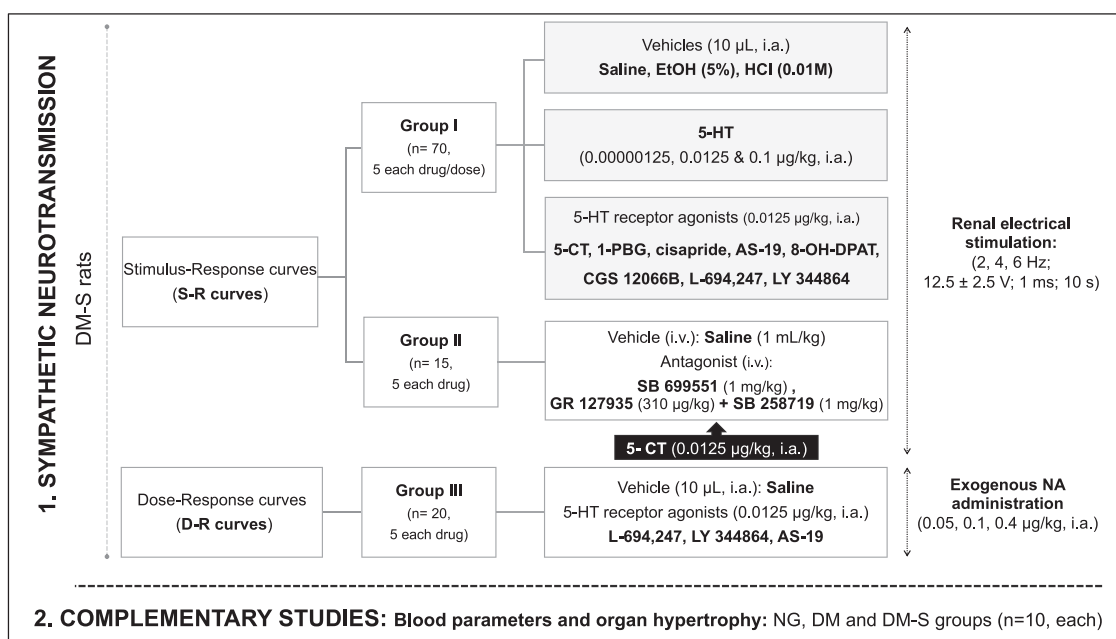 1. SYMPATHETIC NEUROTRANSMISSION
DM-S rats
Stimulus-Response curves
(S-R curves)
Group I
(n= 70,
5 each drug/dose)
Vehicles (10 µL, i.a.)
Saline, EtOH (5%), HCl (0.01M)
5-HT
(0.00000125, 0.0125 & 0.1 µg/kg, i.a.)
5-HT receptor agonists (0.0125 µg/kg, i.a.)
5-CT, 1-PBG, cisapride, AS-19, 8-OH-DPAT,
CGS 12066B, L-694,247, LY 344864
Group II
(n= 15,
5 each drug)
Vehicle (i.v.): Saline (1 mL/kg)
Antagonist (i.v.):
SB 699551 (1 mg/kg) ,
GR 127935 (310 µg/kg) + SB 258719 (1 mg/kg)
5- CT (0.0125 µg/kg, i.a.)
Renal electrical
stimulation:
(2, 4, 6 Hz;
12.5 ± 2.5 V; 1 ms; 10 s)
Dose-Response curves
(D-R curves)
Group III
(n= 20,
5 each drug)
Vehicle (10 µL, i.a.): Saline
5-HT receptor agonists (0.0125 µg/kg, i.a.)
L-694,247, LY 344864, AS-19
Exogenous NA
administration
(0.05, 0.1, 0.4 µg/kg, i.a.)
2. COMPLEMENTARY STUDIES: Blood parameters and organ hypertrophy: NG, DM and DM-S groups (n=10, each)